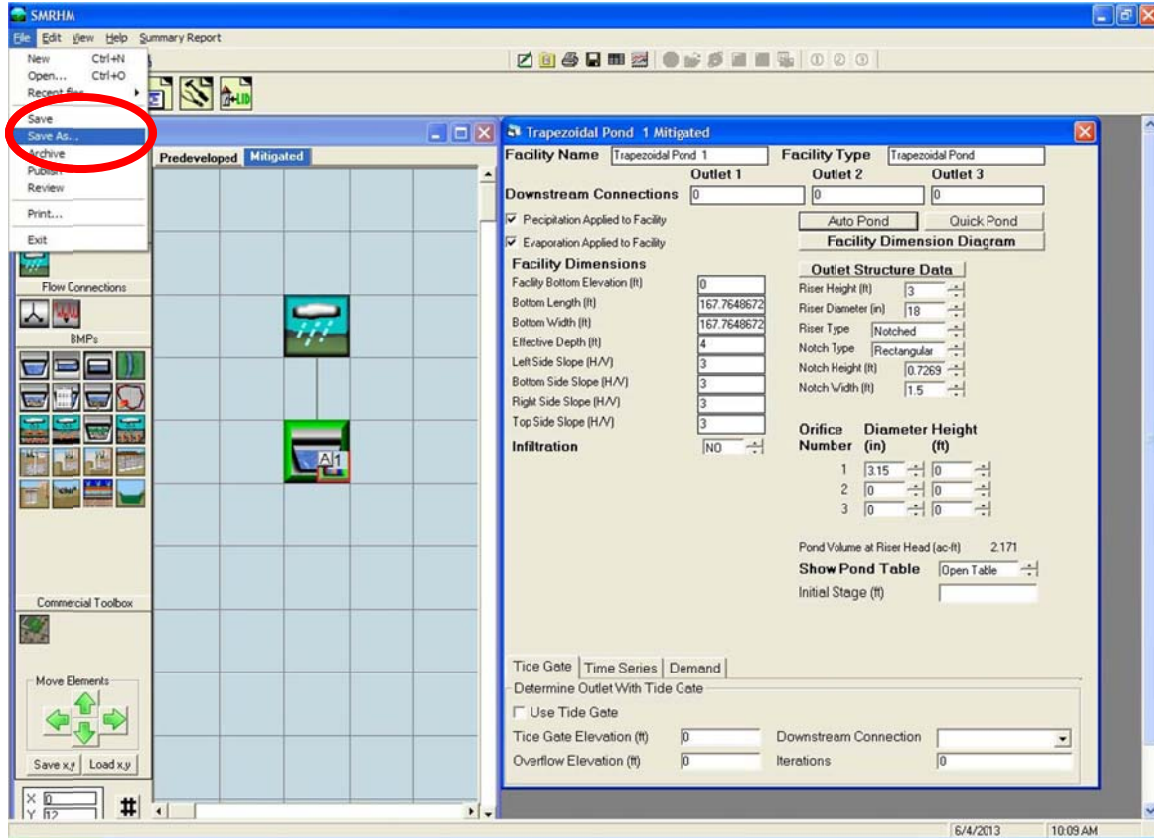 SMRHM
File Edit View Help Summary Report
New Ctrl+N
Open... Ctrl+O
Recent files
Save
Save As...
Archive
Publish
Review
Print...
Exit
Flow Connections
BMPs
Commercial Toolbox
Move Elements
Save x,y Load x,y
X 0
Y 12
#
+LID
Predeveloped Mitigated
A 1
Trapezoidal Pond 1 Mitigated
Facility Name Trapezoidal Pond 1 Facility Type Trapezoidal Pond
Outlet 1 Outlet 2 Outlet 3
Downstream Connections 0 0 0
Precipitation Applied to Facility Auto Pond Quick Pond
Evaporation Applied to Facility Facility Dimension Diagram
Facility Dimensions
Facility Bottom Elevation (ft) 0
Bottom Length (ft) 167.7648672
Bottom Width (ft) 167.7648672
Effective Depth (ft) 4
Left Side Slope (H/V) 3
Bottom Side Slope (H/V) 3
Right Side Slope (H/V) 3
Top Side Slope (H/V) 3
Infiltration NO
Outlet Structure Data
Riser Height (ft) 3
Riser Diameter (in) 18
Riser Type Notched
Notch Type Rectangular
Notch Height (ft) 0.7269
Notch Width (ft) 1.5
Orifice Diameter Height
Number (in) (ft)
1 3.15 0
2 0 0
3 0 0
Pond Volume at Riser Head (ac-ft) 2.171
Show Pond Table Open Table
Initial Stage (ft)
Tice Gate Time Series Demand
Determine Outlet With Tide Gate
Use Tide Gate
Tice Gate Elevation (ft) 0 Downstream Connection
Overflow Elevation (ft) 0 Iterations 0
6/4/2013 10:09 AM